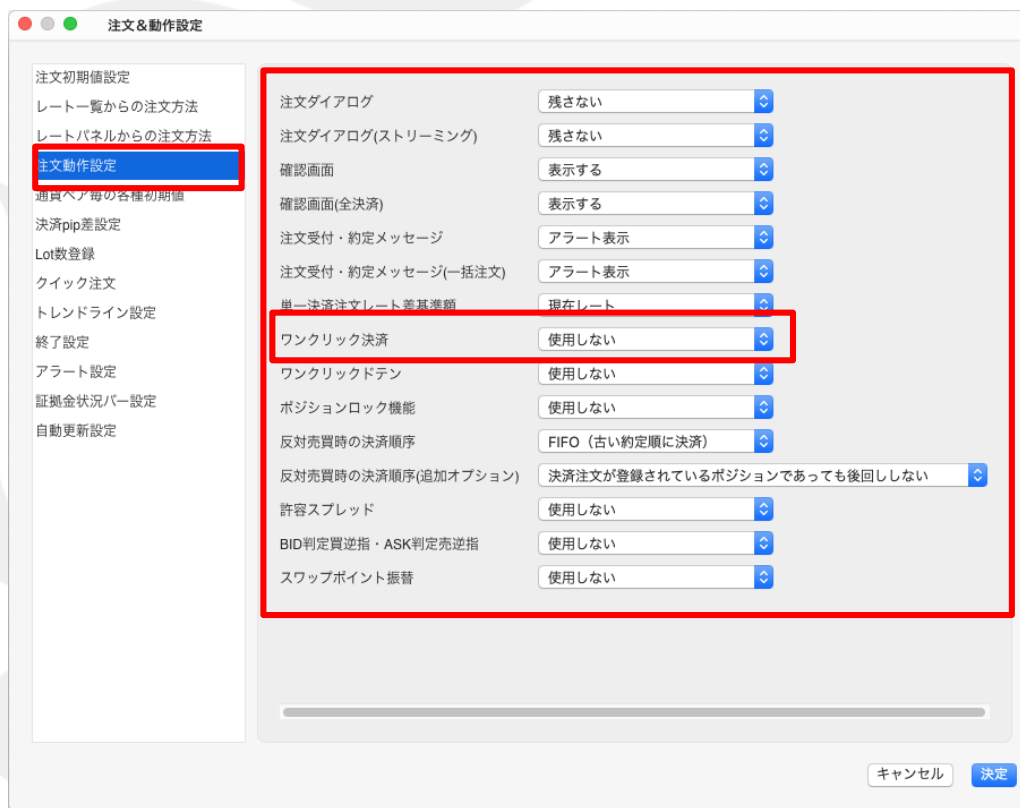 注文＆動作設定
注文初期値設定
レート一覧からの注文方法
レートパネルからの注文方法
注文動作設定
通貨ペア毎の各種初期値
決済pip差設定
Lot数登録
クイック注文
トレンドライン設定
終了設定
アラート設定
証拠金状況バー設定
自動更新設定
注文ダイアログ 残さない
注文ダイアログ(ストリーミング) 残さない
確認画面 表示する
確認画面(全決済) 表示する
注文受付・約定メッセージ アラート表示
注文受付・約定メッセージ(一括注文) アラート表示
単一決済注文レート差基準額 現在レート
ワンクリック決済 使用しない
ワンクリックドテン 使用しない
ポジションロック機能 使用しない
反対売買時の決済順序 FIFO（古い約定順に決済）
反対売買時の決済順序(追加オプション) 決済注文が登録されているポジションであっても後回ししない
許容スプレッド 使用しない
BID判定買逆指・ASK判定売逆指 使用しない
スワップポイント振替 使用しない
キャンセル 決定